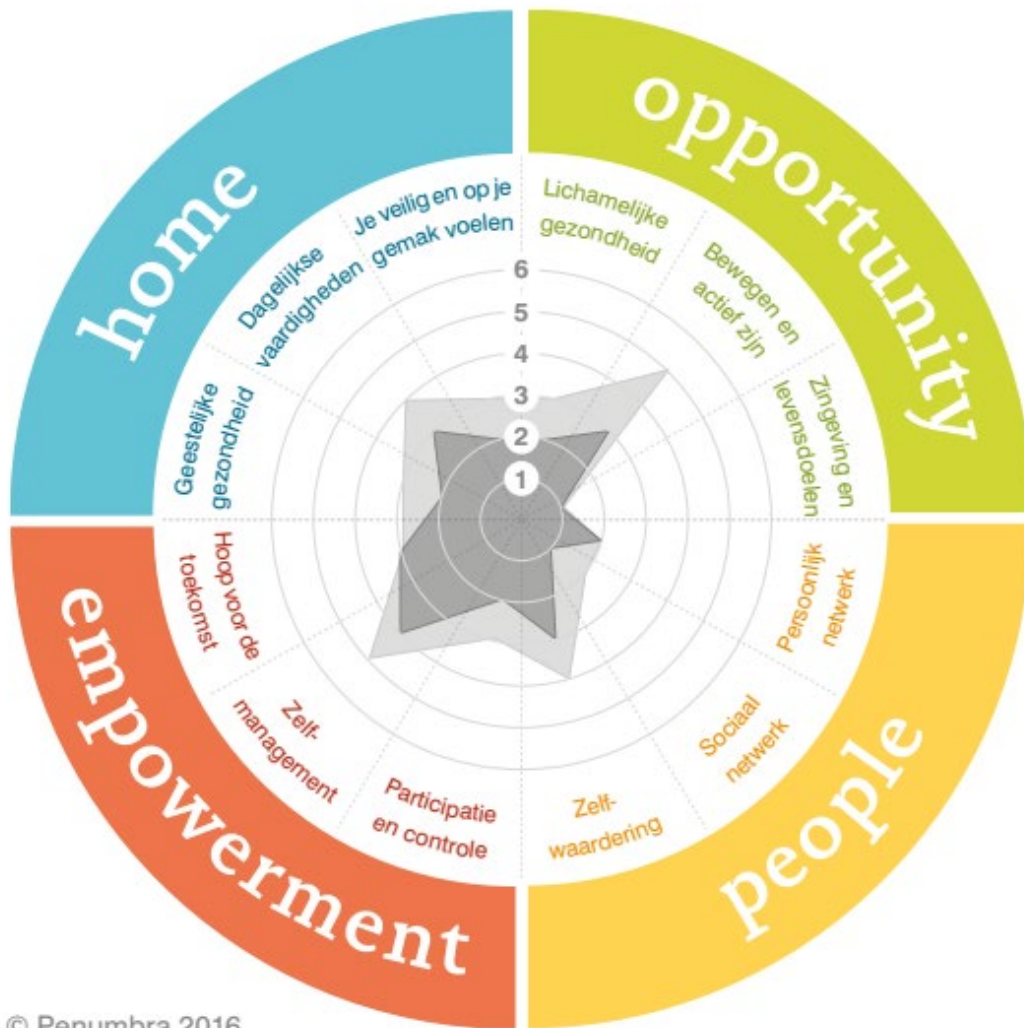 home
opportunity
Je veilig en op je
gemak voelen
Lichamelijke
gezondheid
Dagelijkse
vaardigheden
Bewegen en
actief zijn
Geestelijke
gezondheid
Zingeving en
levensdoelen
6
5
4
3
2
1
Hoop voor de
toekomst
Persoonlijk
netwerk
Zelf-
management
Sociaal
netwerk
Participatie
en controle
Zelf-
waardering
empowerment
people
© Penumbra 2016